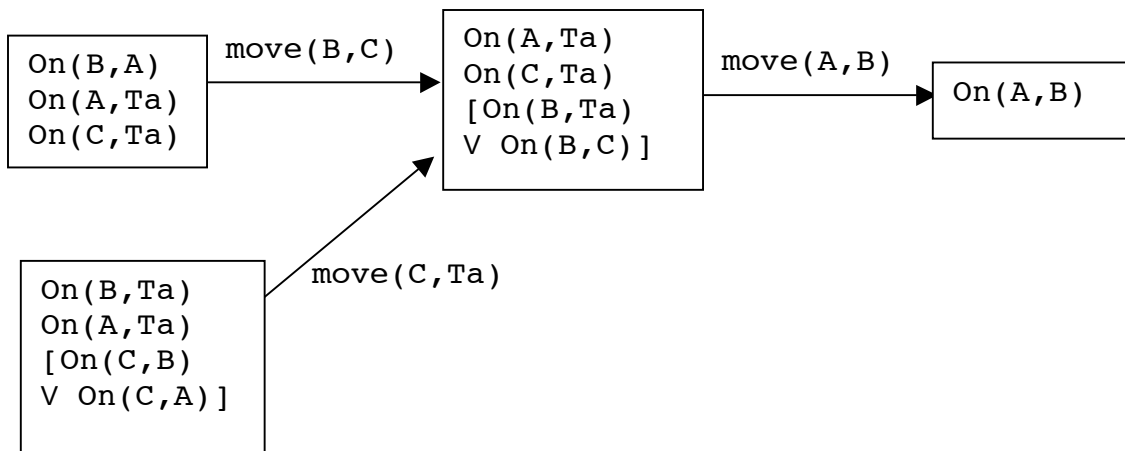 On(B,A)
On(A,Ta)
On(C,Ta)
move(B,C)
On(A,Ta)
On(C,Ta)
[On(B,Ta)
V On(B,C)]
move(A,B)
On(A,B)
On(B,Ta)
On(A,Ta)
[On(C,B)
V On(C,A)]
move(C,Ta)